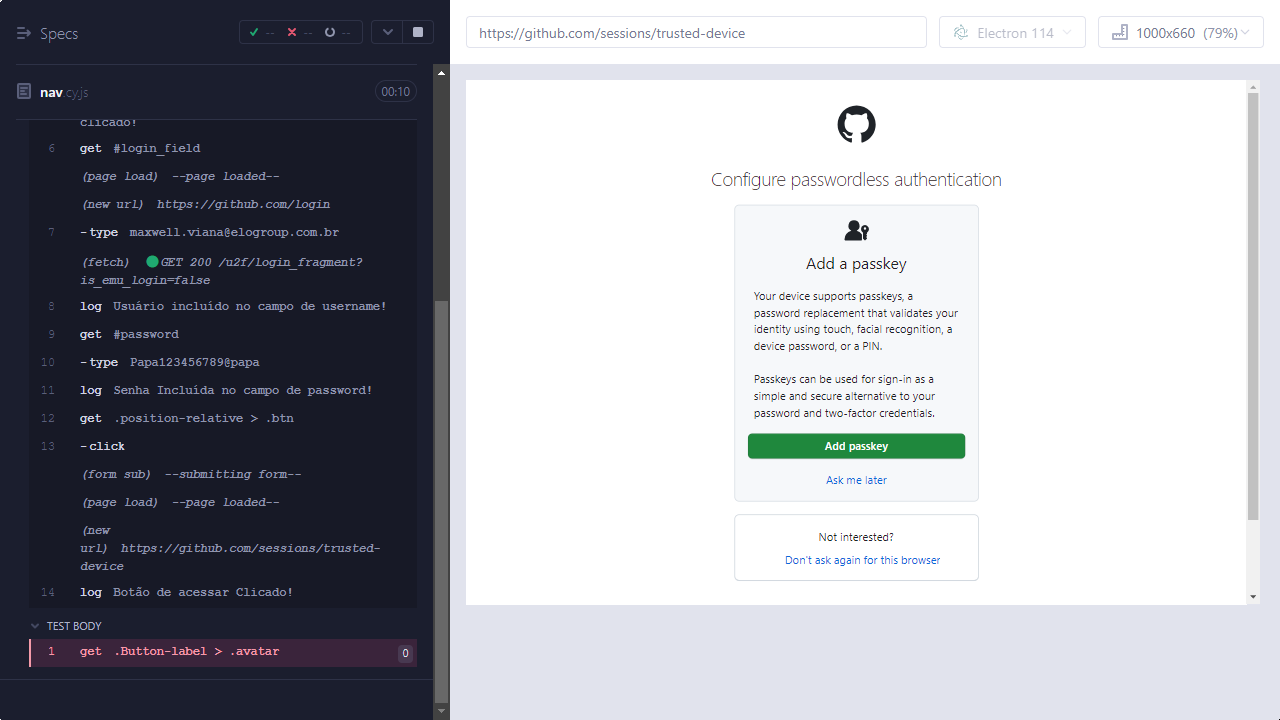 Specs
-- -- --
nav.cy.js 00:10
clicado!
6 get #login_field
(page load) --page loaded--
(new url) https://github.com/login
7 -type maxwell.viana@elogroup.com.br
(fetch) GET 200 /u2f/login_fragment?
is_emu_login=false
8 log Usuário incluído no campo de username!
9 get #password
10 -type Papa123456789@papa
11 log Senha Incluída no campo de password!
12 get .position-relative > .btn
13 -click
(form sub) --submitting form--
(page load) --page loaded--
(new
url) https://github.com/sessions/trusted-
device
14 log Botão de acessar Clicado!
TEST BODY
1 get .Button-label > .avatar 0
https://github.com/sessions/trusted-device
Electron 114
1000x660 (79%)
Configure passwordless authentication
Add a passkey
Your device supports passkeys, a
password replacement that validates your
identity using touch, facial recognition, a
device password, or a PIN.
Passkeys can be used for sign-in as a
simple and secure alternative to your
password and two-factor credentials.
Add passkey
Ask me later
Not interested?
Don't ask again for this browser